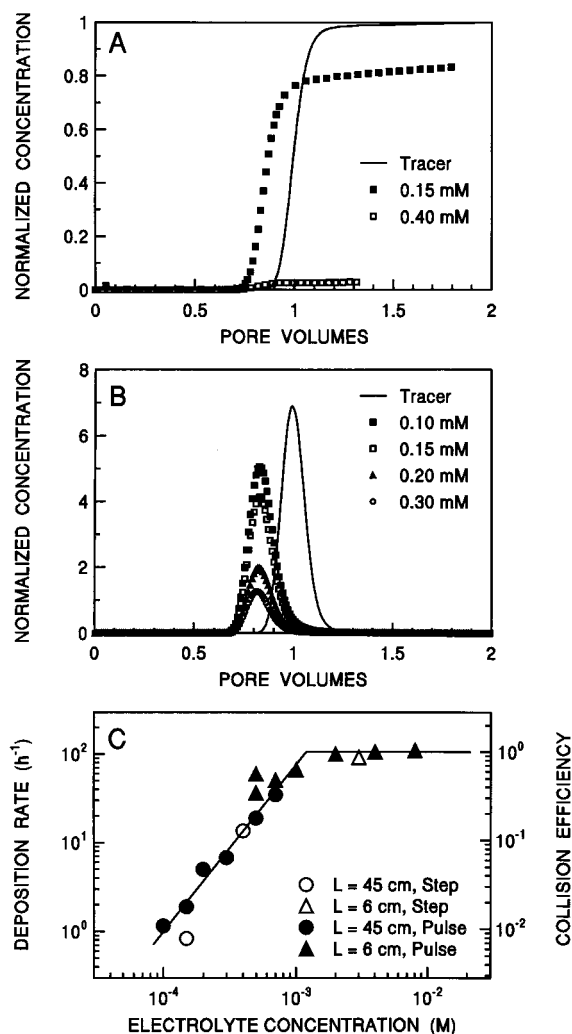 A
NORMALIZED CONCENTRATION
1
0.8
0.6
0.4
0.2
0
Tracer
0.15 mM
0.40 mM
0
0.5
1
1.5
2
PORE VOLUMES
B
NORMALIZED CONCENTRATION
8
6
4
2
0
Tracer
0.10 mM
0.15 mM
0.20 mM
0.30 mM
0
0.5
1
1.5
2
PORE VOLUMES
C
DEPOSITION RATE (h⁻¹)
10²
10¹
10⁰
COLLISION EFFICIENCY
10⁰
10⁻¹
10⁻²
L = 45 cm, Step
L = 6 cm, Step
L = 45 cm, Pulse
L = 6 cm, Pulse
10⁻⁴
10⁻³
10⁻²
ELECTROLYTE CONCENTRATION (M)